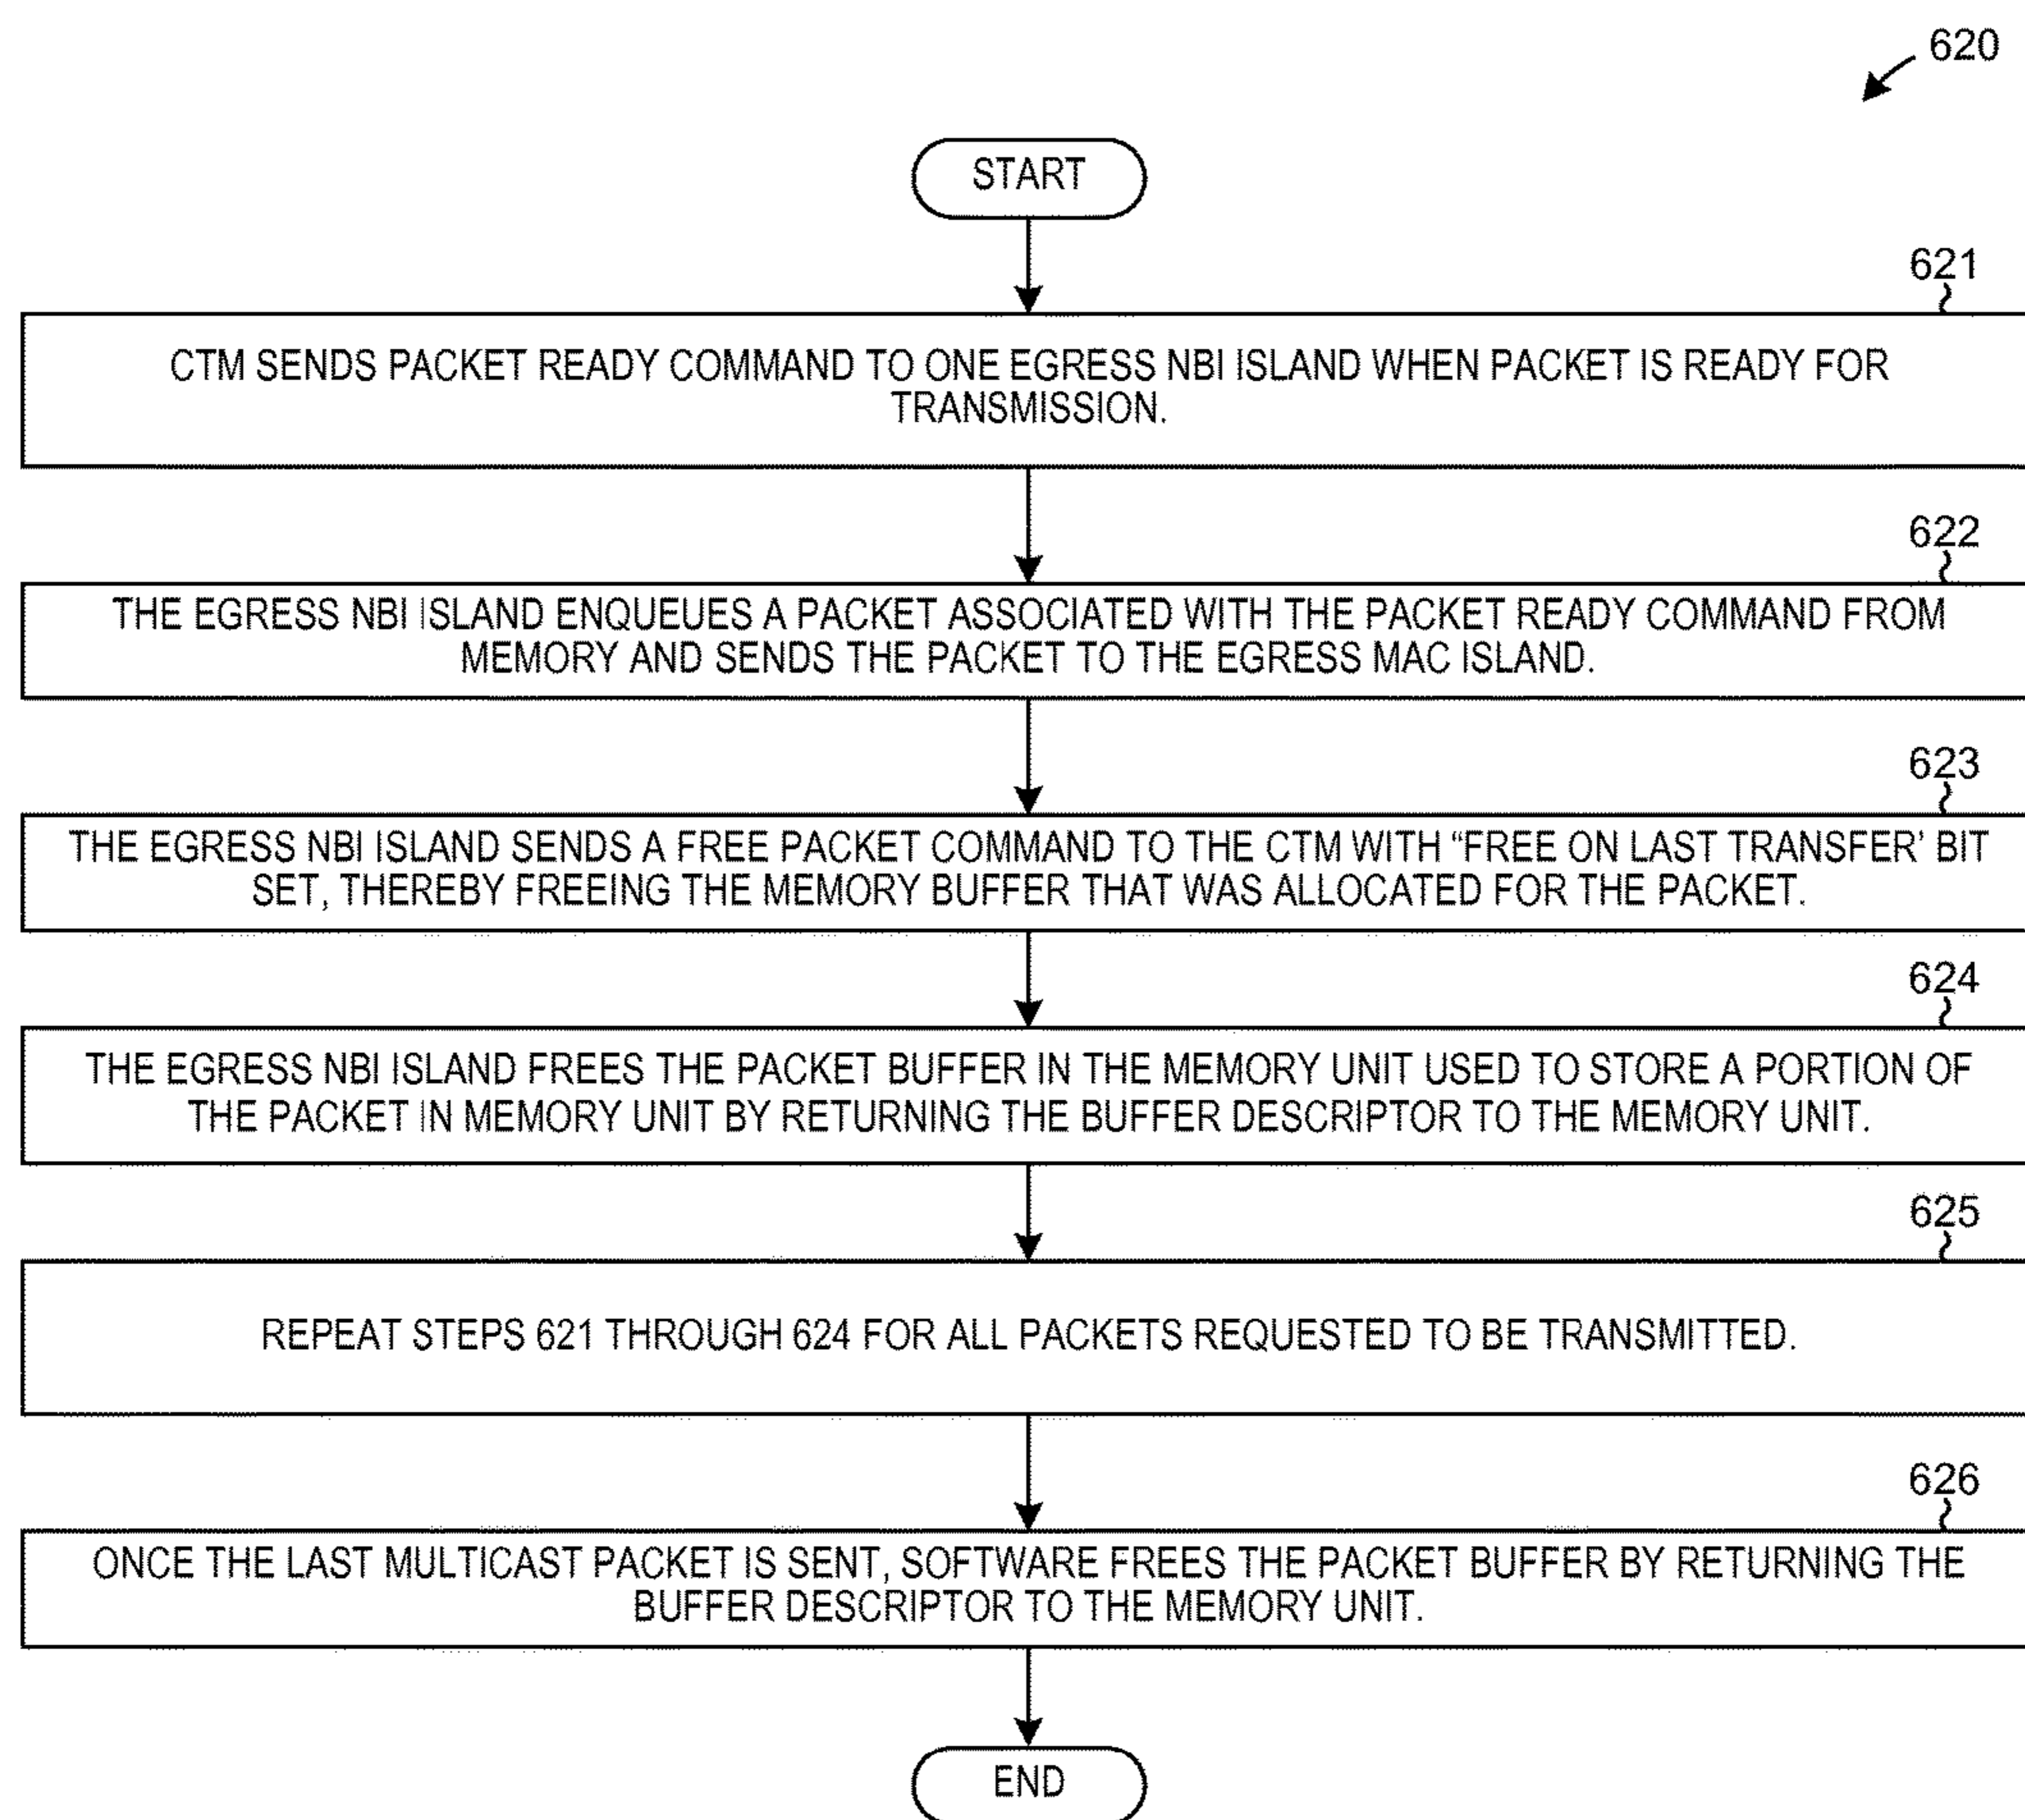 620
START
621
CTM SENDS PACKET READY COMMAND TO ONE EGRESS NBI ISLAND WHEN PACKET IS READY FOR
TRANSMISSION.
622
THE EGRESS NBI ISLAND ENQUEUES A PACKET ASSOCIATED WITH THE PACKET READY COMMAND FROM
MEMORY AND SENDS THE PACKET TO THE EGRESS MAC ISLAND.
623
THE EGRESS NBI ISLAND SENDS A FREE PACKET COMMAND TO THE CTM WITH “FREE ON LAST TRANSFER’ BIT
SET, THEREBY FREEING THE MEMORY BUFFER THAT WAS ALLOCATED FOR THE PACKET.
624
THE EGRESS NBI ISLAND FREES THE PACKET BUFFER IN THE MEMORY UNIT USED TO STORE A PORTION OF
THE PACKET IN MEMORY UNIT BY RETURNING THE BUFFER DESCRIPTOR TO THE MEMORY UNIT.
625
REPEAT STEPS 621 THROUGH 624 FOR ALL PACKETS REQUESTED TO BE TRANSMITTED.
626
ONCE THE LAST MULTICAST PACKET IS SENT, SOFTWARE FREES THE PACKET BUFFER BY RETURNING THE
BUFFER DESCRIPTOR TO THE MEMORY UNIT.
END